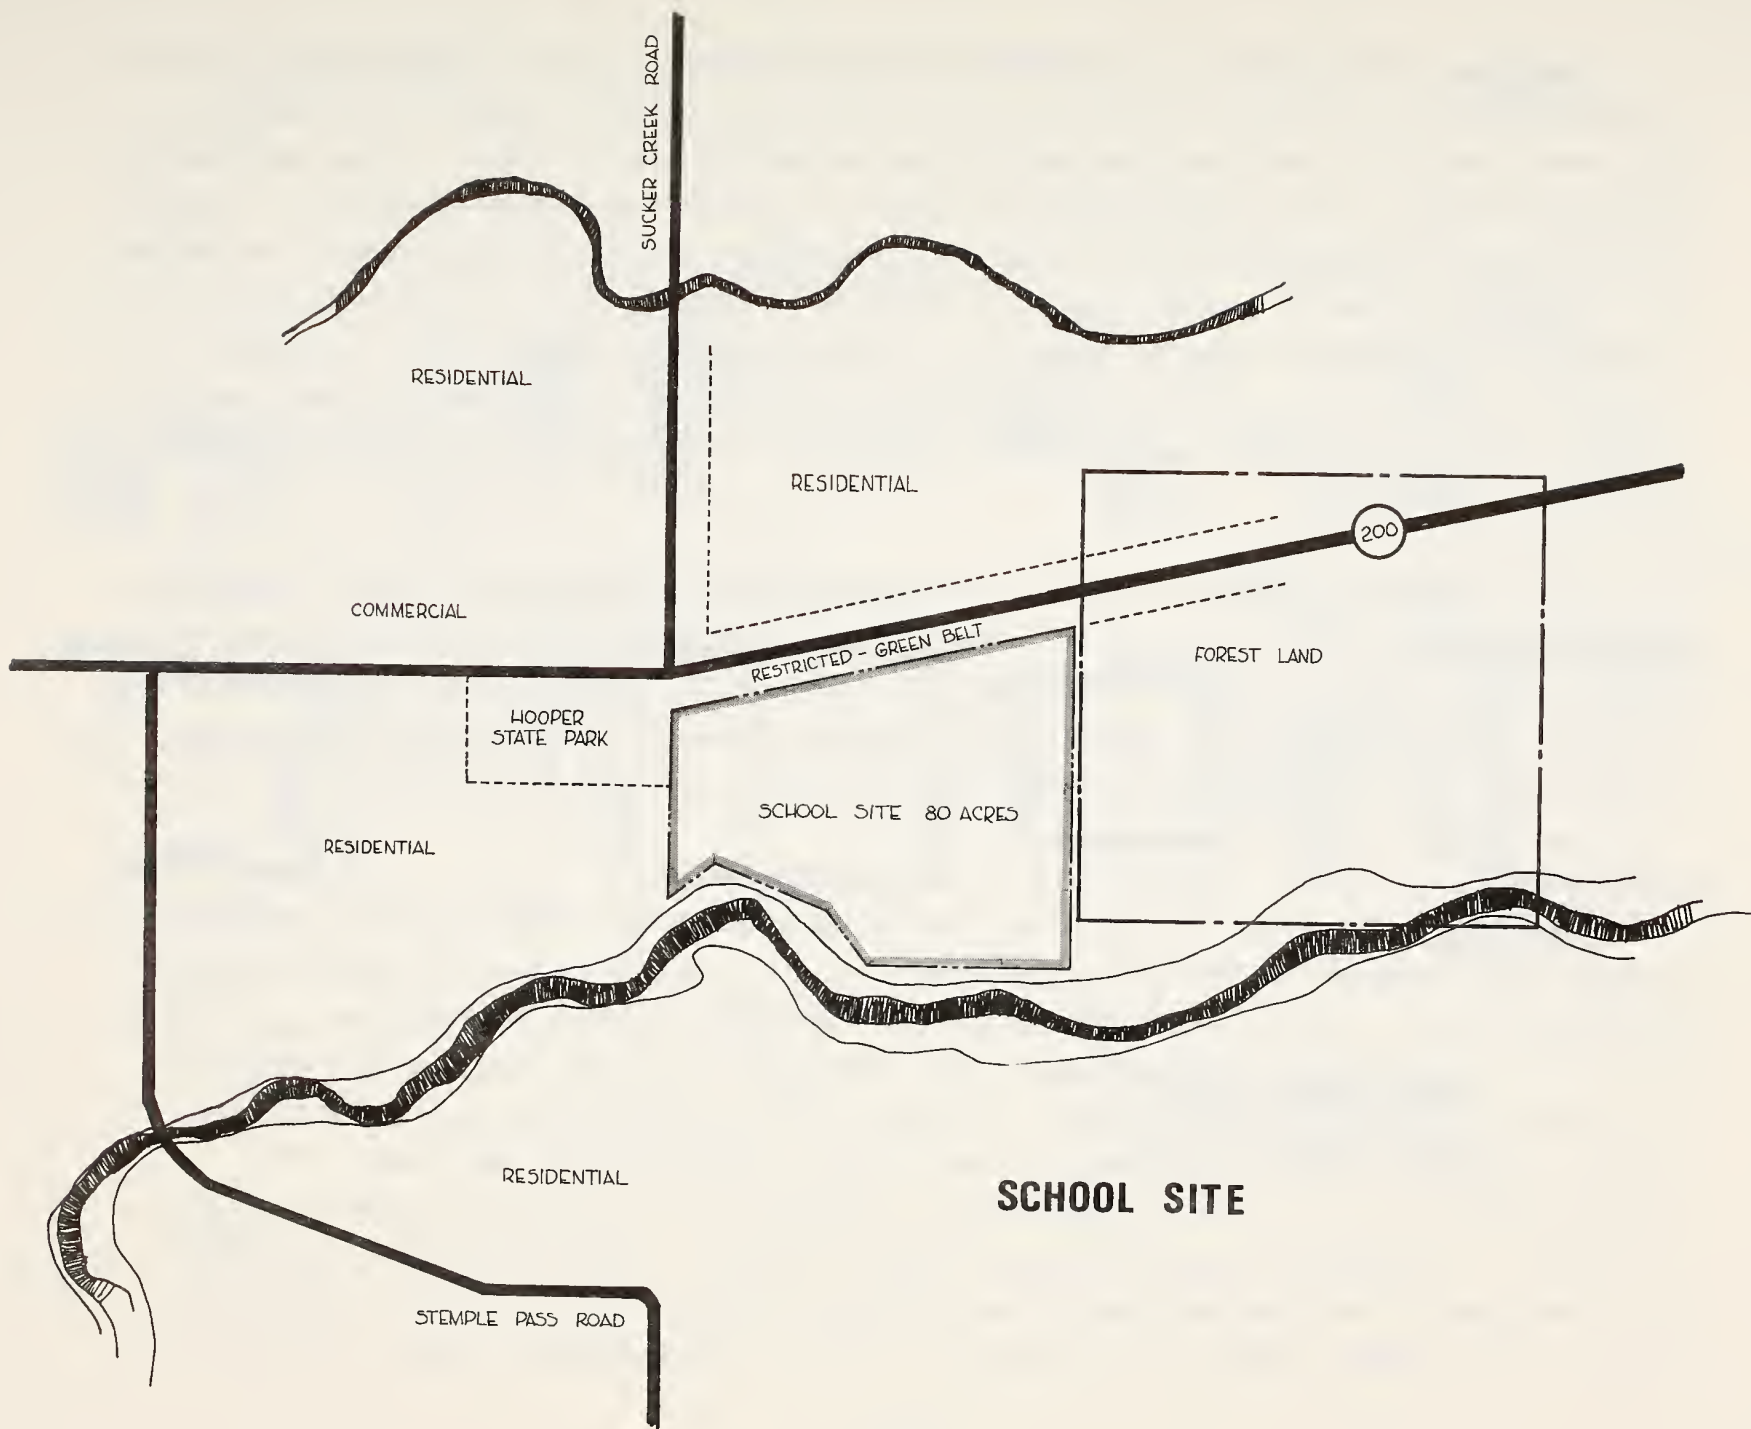 SUCKER CREEK ROAD
RESIDENTIAL
RESIDENTIAL
200
COMMERCIAL
RESTRICTED - GREEN BELT
FOREST LAND
HOOPER
STATE PARK
SCHOOL SITE 80 ACRES
RESIDENTIAL
RESIDENTIAL
SCHOOL SITE
STEMPLE PASS ROAD